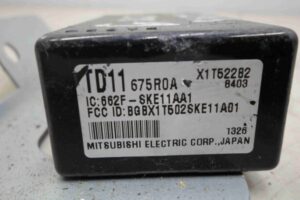 TD11 675R0A X1T52282
8403
IC:662F-SKE11AA1
FCC ID:BGBX1T502SKE11A01
1326
MITSUBISHI ELECTRIC CORP.,JAPAN